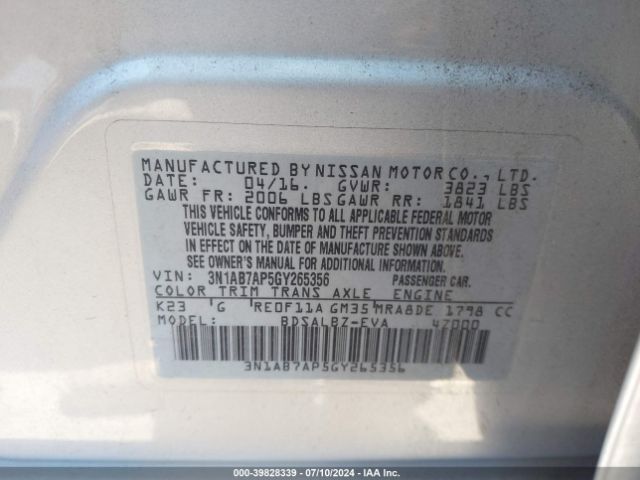 MANUFACTURED BY NISSAN MOTOR CO., LTD.
DATE: 04/16. GVWR: 3823 LBS
GAWR FR: 2006 LBS GAWR RR: 1841 LBS
THIS VEHICLE CONFORMS TO ALL APPLICABLE FEDERAL MOTOR
VEHICLE SAFETY, BUMPER AND THEFT PREVENTION STANDARDS
IN EFFECT ON THE DATE OF MANUFACTURE SHOWN ABOVE.
SEE OWNER'S MANUAL FOR ADDITIONAL INFORMATION.
VIN: 3N1AB7AP5GY265356 PASSENGER CAR.
COLOR TRIM TRANS AXLE ENGINE
K23 G RE0F11A GM35 MRA8DE 1798 CC
BDSALBZ-EVA 4Z000
3N1AB7AP5GY265356
000-39828339 / 07/10/2024 - IAA Inc.